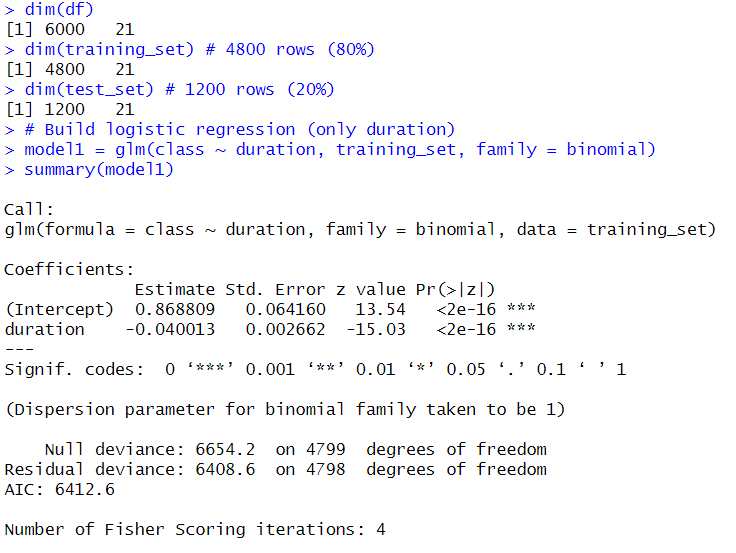 > dim(df)
[1] 6000   21
> dim(training_set) # 4800 rows (80%)
[1] 4800   21
> dim(test_set) # 1200 rows (20%)
[1] 1200   21
> # Build logistic regression (only duration)
> model1 = glm(class ~ duration, training_set, family = binomial)
> summary(model1)

Call:
glm(formula = class ~ duration, family = binomial, data = training_set)

Coefficients:
             Estimate Std. Error z value Pr(>|z|)
(Intercept)  0.868809   0.064160   13.54   <2e-16 ***
duration    -0.040013   0.002662  -15.03   <2e-16 ***
---
Signif. codes:  0 ‘***’ 0.001 ‘**’ 0.01 ‘*’ 0.05 ‘.’ 0.1 ‘ ’ 1

(Dispersion parameter for binomial family taken to be 1)

    Null deviance: 6654.2  on 4799  degrees of freedom
Residual deviance: 6408.6  on 4798  degrees of freedom
AIC: 6412.6

Number of Fisher Scoring iterations: 4